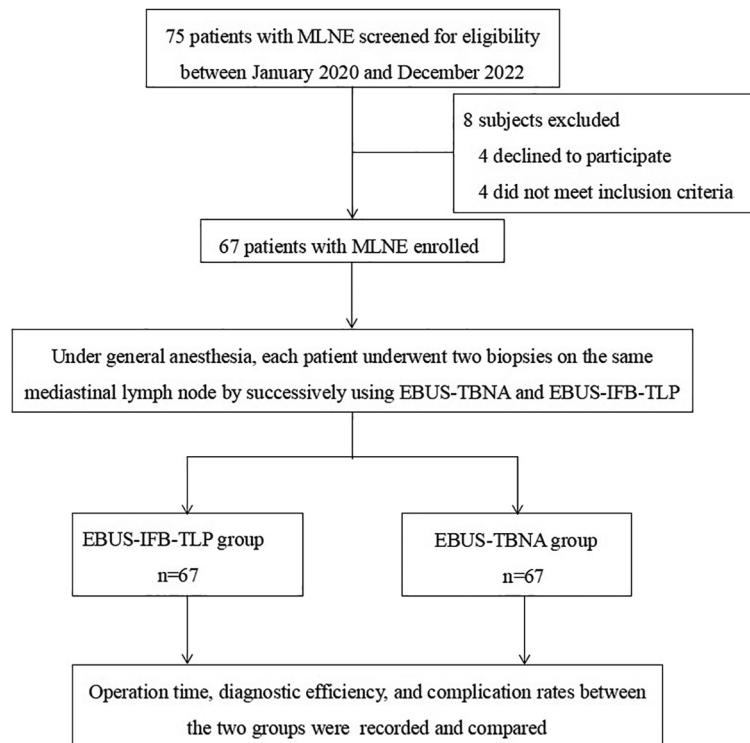 75 patients with MLNE screened for eligibility
between January 2020 and December 2022
8 subjects excluded
4 declined to participate
4 did not meet inclusion criteria
67 patients with MLNE enrolled
Under general anesthesia, each patient underwent two biopsies on the same
mediastinal lymph node by successively using EBUS-TBNA and EBUS-IFB-TLP
EBUS-IFB-TLP group
n=67
EBUS-TBNA group
n=67
Operation time, diagnostic efficiency, and complication rates between
the two groups were recorded and compared